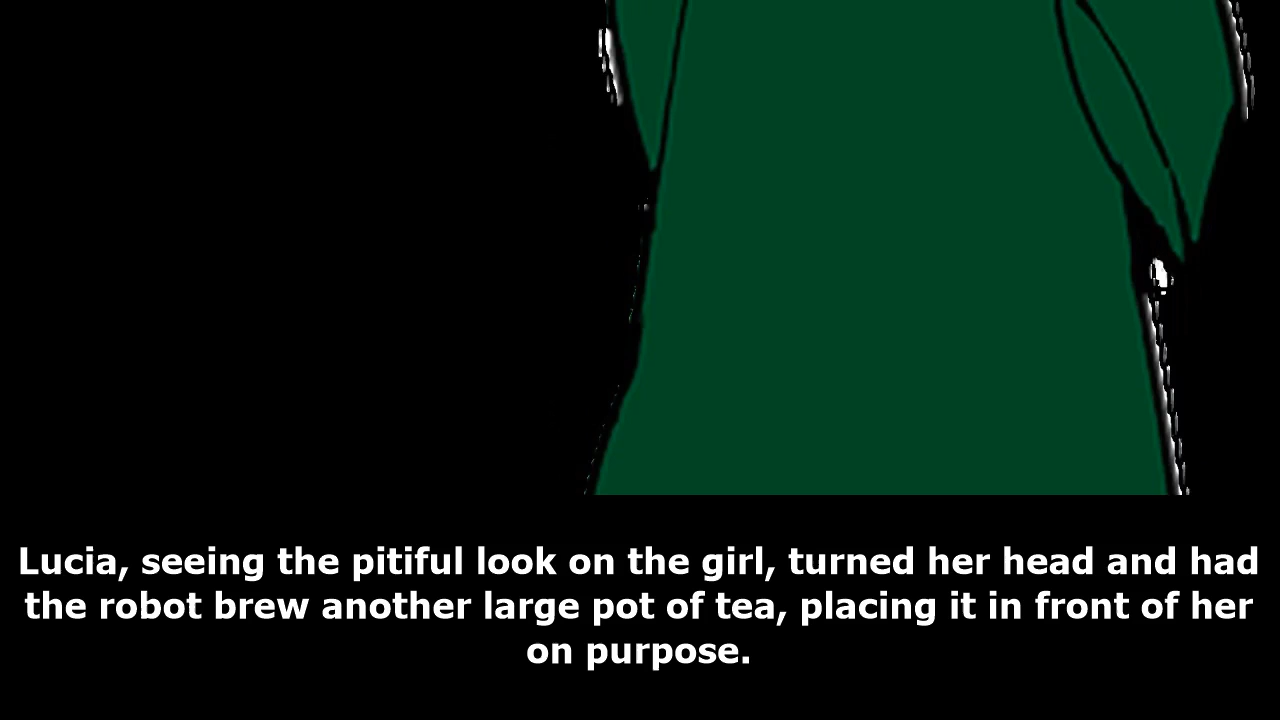 Lucia, seeing the pitiful look on the girl, turned her head and had
the robot brew another large pot of tea, placing it in front of her
on purpose.